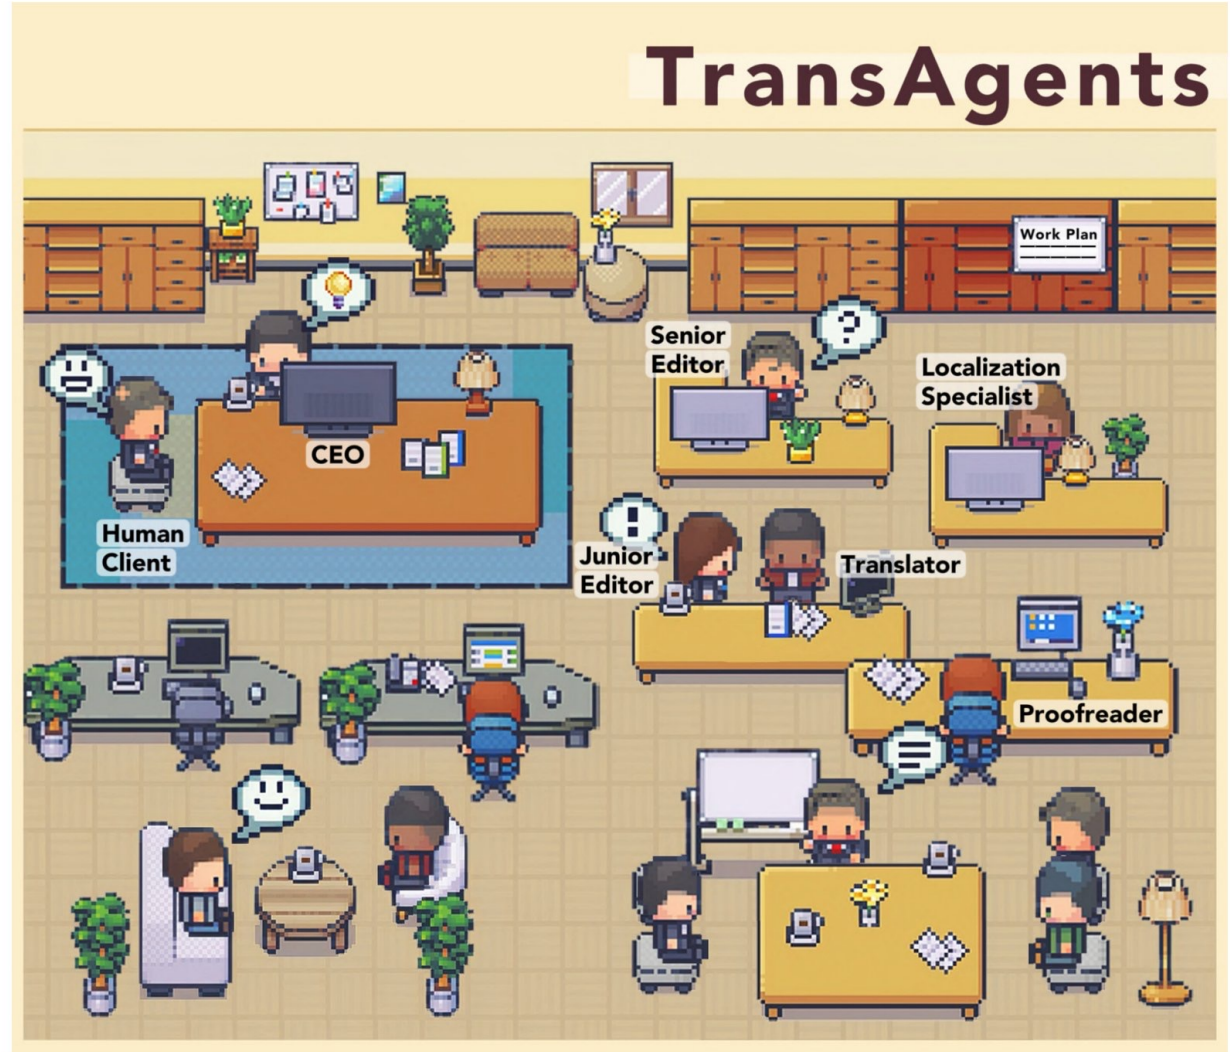 TransAgents
Work Plan
?
Senior
Editor
Localization
Specialist
CEO
Human
Client
!
Junior
Editor
Translator
Proofreader